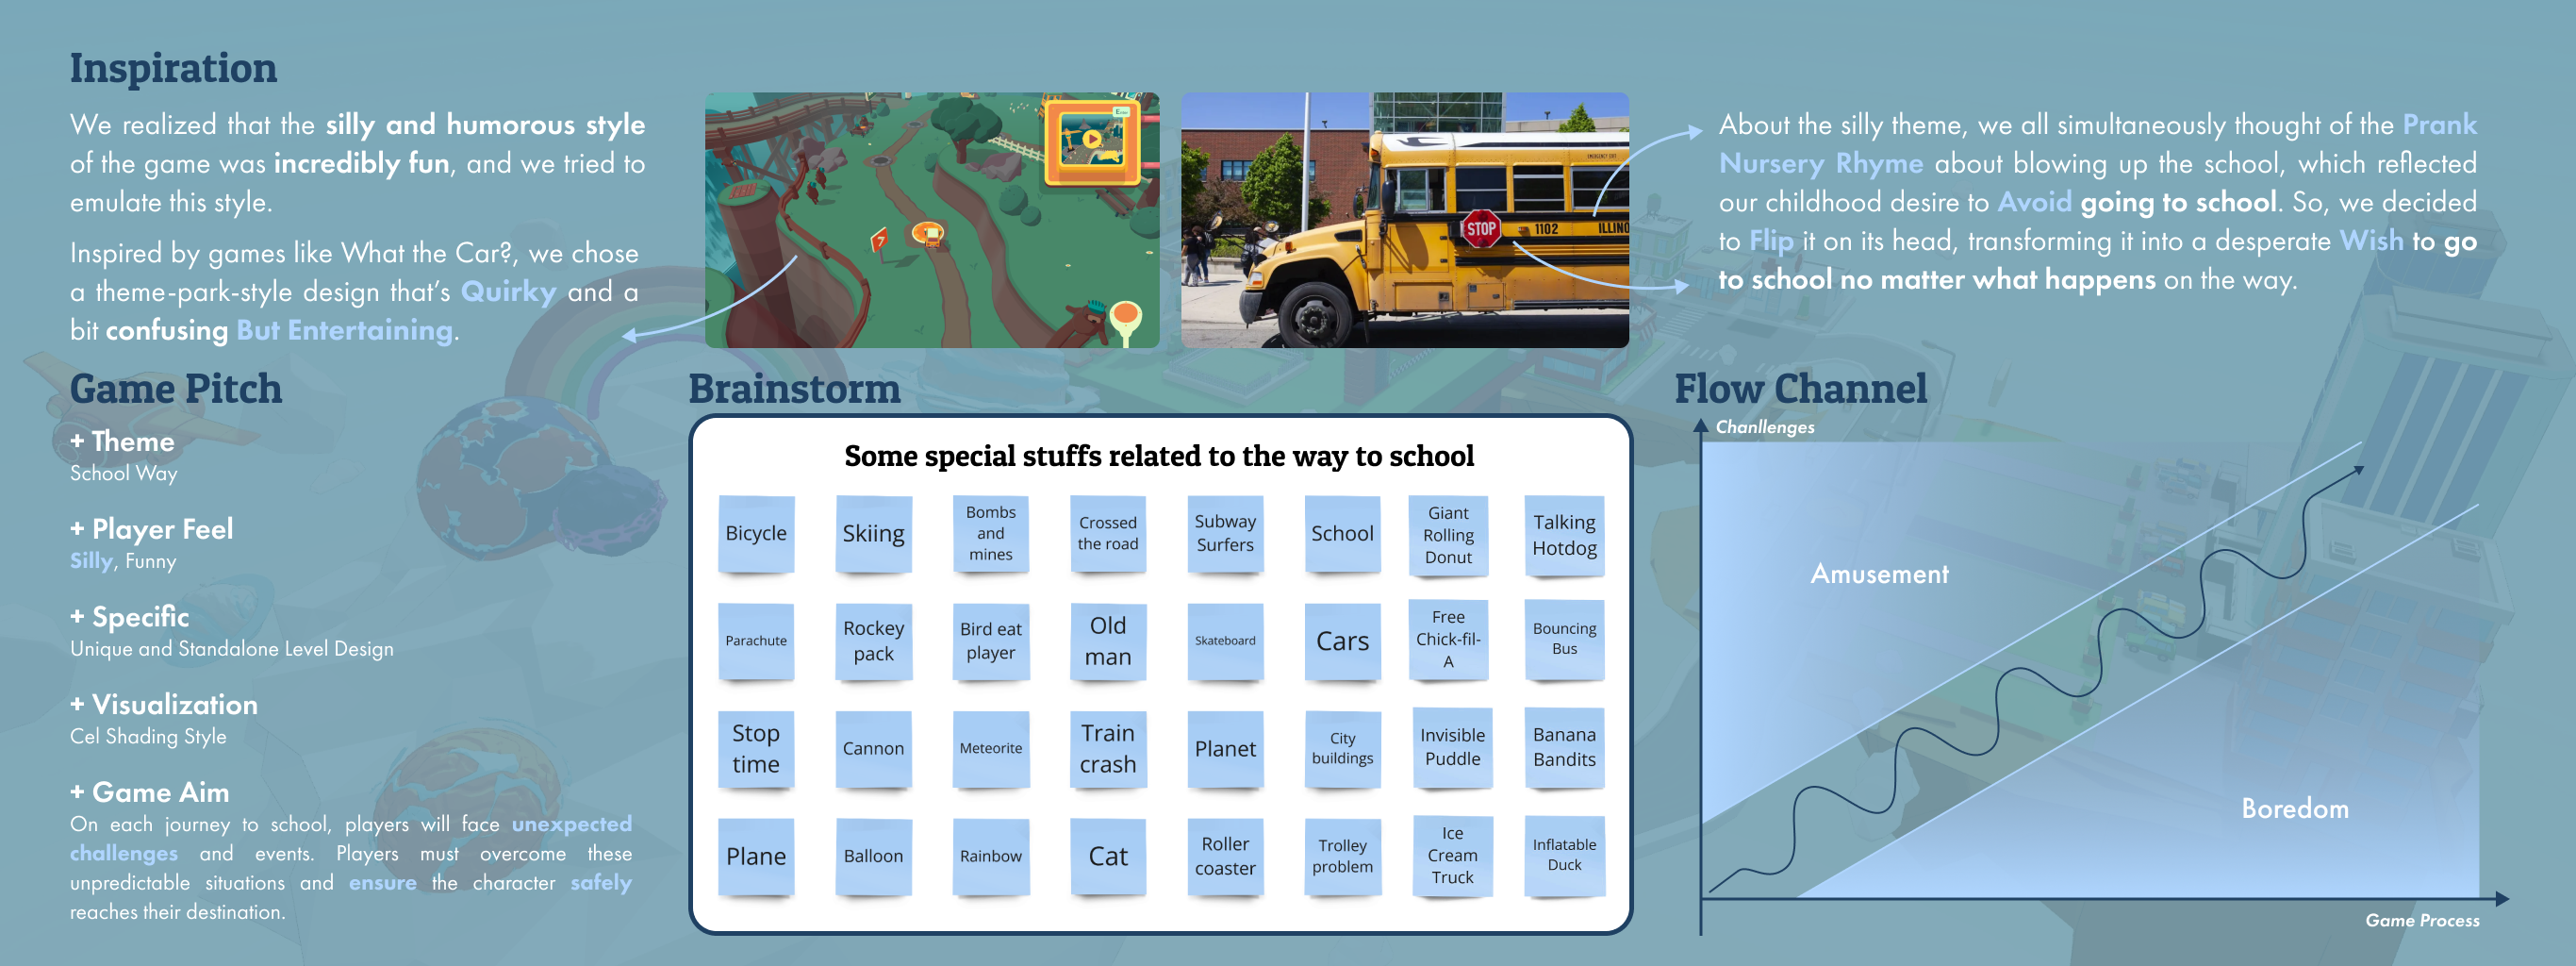 Inspiration
We realized that the silly and humorous style
of the game was incredibly fun, and we tried to
emulate this style.
Inspired by games like What the Car?, we chose
a theme-park-style design that's Quirky and a
bit confusing But Entertaining.
7
STOP
1102
ILLINO
EMERGENCY EXIT
About the silly theme, we all simultaneously thought of the Prank
Nursery Rhyme about blowing up the school, which reflected
our childhood desire to Avoid going to school. So, we decided
to Flip it on its head, transforming it into a desperate Wish to go
to school no matter what happens on the way.
Game Pitch
+ Theme
School Way
+ Player Feel
Silly, Funny
+ Specific
Unique and Standalone Level Design
+ Visualization
Cel Shading Style
+ Game Aim
On each journey to school, players will face unexpected
challenges and events. Players must overcome these
unpredictable situations and ensure the character safely
reaches their destination.
Brainstorm
Some special stuffs related to the way to school
Bicycle
Skiing
Bombs
and
mines
Crossed
the road
Subway
Surfers
School
Giant
Rolling
Donut
Talking
Hotdog
Parachute
Rockey
pack
Bird eat
player
Old
man
Skateboard
Cars
Free
Chick-fil-
A
Bouncing
Bus
Stop
time
Cannon
Meteorite
Train
crash
Planet
City
buildings
Invisible
Puddle
Banana
Bandits
Plane
Balloon
Rainbow
Cat
Roller
coaster
Trolley
problem
Ice
Cream
Truck
Inflatable
Duck
Flow Channel
Chanllenges
Amusement
Boredom
Game Process